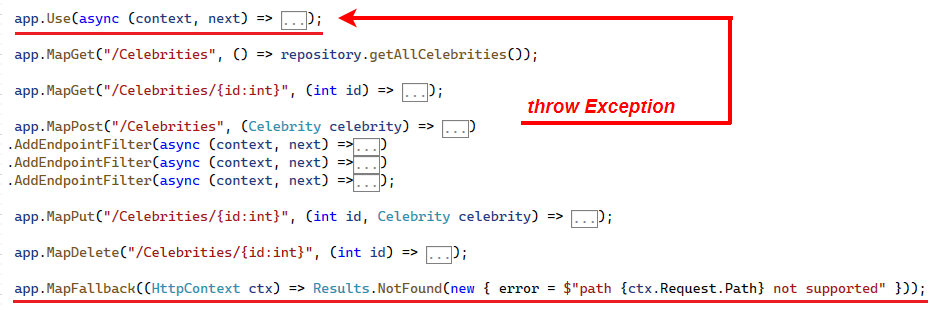 app.Use(async (context, next) => ...);
app.MapGet("/Celebrities", () => repository.getAllCelebrities());
app.MapGet("/Celebrities/{id:int}", (int id) => ...);
throw Exception
app.MapPost("/Celebrities", (Celebrity celebrity) => ...)
.AddEndpointFilter(async (context, next) =>...)
.AddEndpointFilter(async (context, next) =>...)
.AddEndpointFilter(async (context, next) =>...);
app.MapPut("/Celebrities/{id:int}", (int id, Celebrity celebrity) => ...);
app.MapDelete("/Celebrities/{id:int}", (int id) => ...);
app.MapFallback((HttpContext ctx) => Results.NotFound(new { error = $"path {ctx.Request.Path} not supported" }));